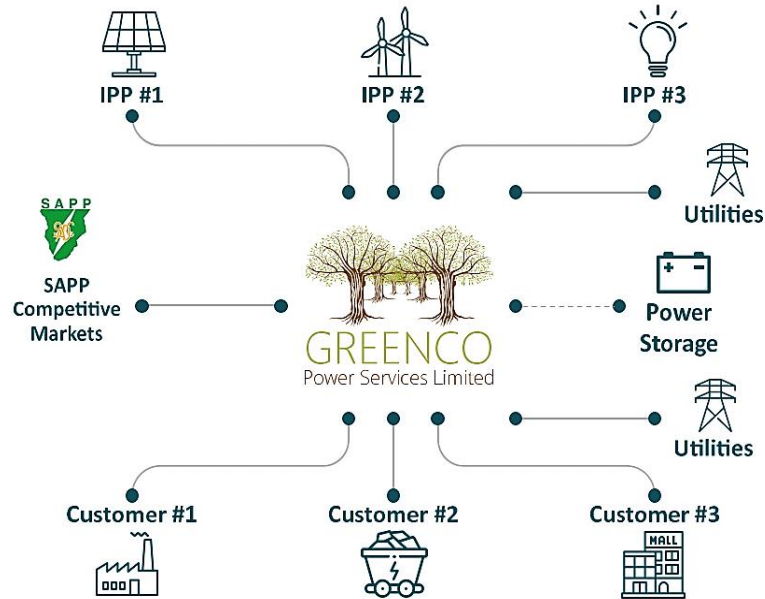 IPP #1
IPP #2
IPP #3
Utilities
SAPP
SAPP
Competitive
Markets
GREENCO
Power Services Limited
Power
Storage
Utilities
Customer #1
Customer #2
Customer #3
MALL